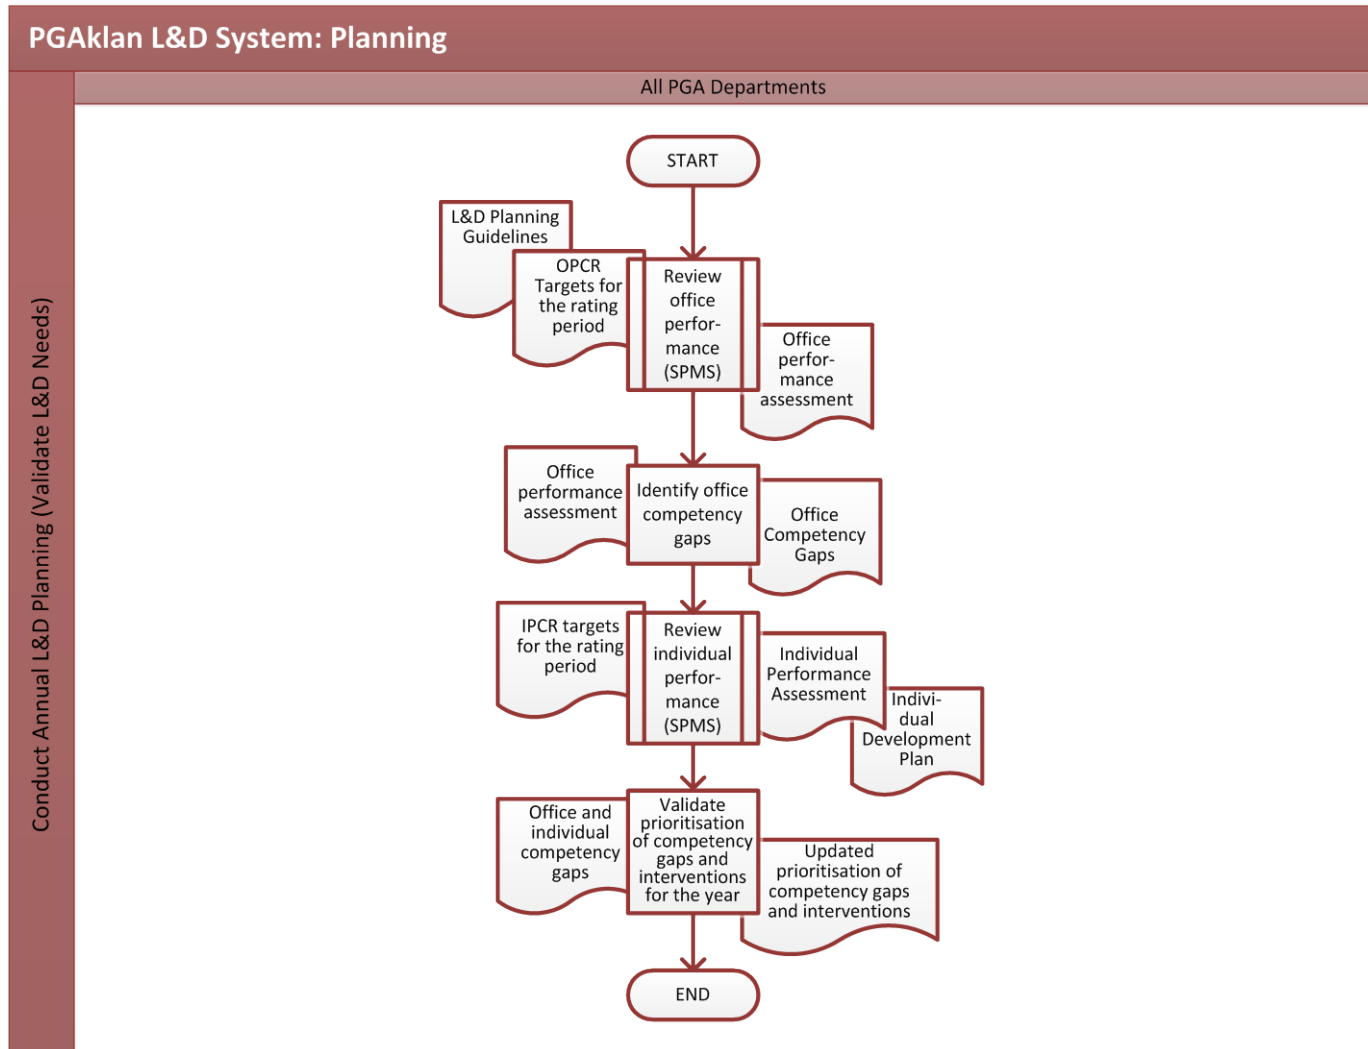 PGAklan L&D System: Planning
All PGA Departments
Conduct Annual L&D Planning (Validate L&D Needs)
START
L&D Planning
Guidelines
OPCR
Targets for
the rating
period
Review
office
perfor-
mance
(SPMS)
Office
perfor-
mance
assessment
Office
performance
assessment
Identify office
competency
gaps
Office
Competency
Gaps
IPCR targets
for the rating
period
Review
individual
perfor-
mance
(SPMS)
Individual
Performance
Assessment
Indivi-
dual
Development
Plan
Office and
individual
competency
gaps
Validate
prioritisation
of competency
gaps and
interventions
for the year
Updated
prioritisation of
competency gaps
and interventions
END